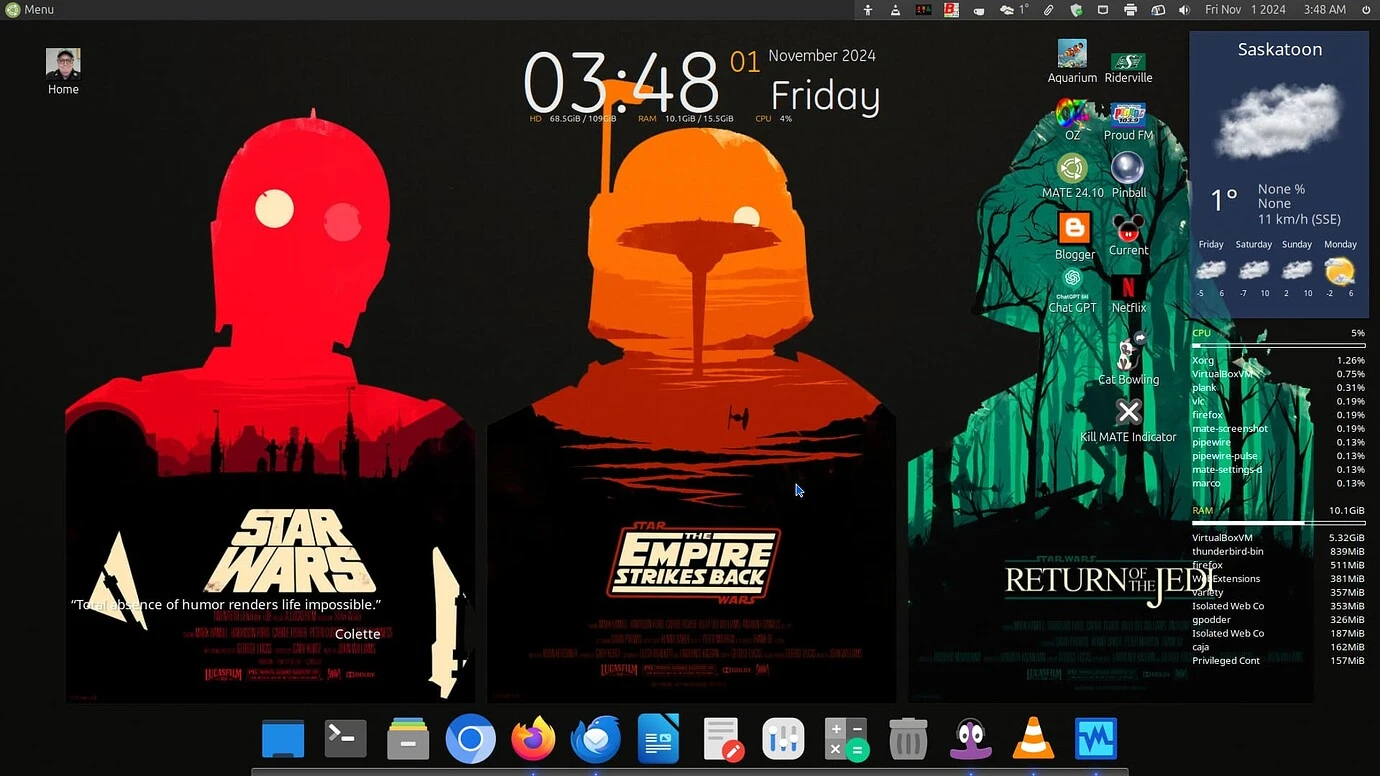 Menu
1° Fri Nov 1 2024 3:48 AM
Home
03:48 01 November 2024
Friday
HD 68.5GiB / 109GiB RAM 10.1GiB / 15.5GiB CPU 4%
Aquarium Riderville
OZ Proud FM
MATE 24.10 Pinball
Blogger Current
Chat GPT Netflix
Cat Bowling
Kill MATE Indicator
Saskatoon
1° None %
None
11 km/h (SSE)
Friday Saturday Sunday Monday
-5 6 -7 10 2 10 -2 6
CPU 5%
Xorg 1.26%
VirtualBoxVM 0.75%
plank 0.31%
vlc 0.19%
firefox 0.19%
mate-screenshot 0.19%
pipewire 0.13%
pipewire-pulse 0.13%
mate-settings-d 0.13%
marco 0.13%
RAM 10.1GiB
VirtualBoxVM 5.32GiB
thunderbird-bin 839MiB
firefox 511MiB
WebExtensions 381MiB
variety 357MiB
Isolated Web Co 353MiB
gpodder 326MiB
Isolated Web Co 187MiB
caja 162MiB
Privileged Cont 157MiB
STAR
WARS
“Total absence of humor renders life impossible.”
Colette
LUCASFILM
STAR
THE
EMPIRE
STRIKES BACK
WARS
LUCASFILM
STAR WARS
RETURN OF THE JEDI
LUCASFILM